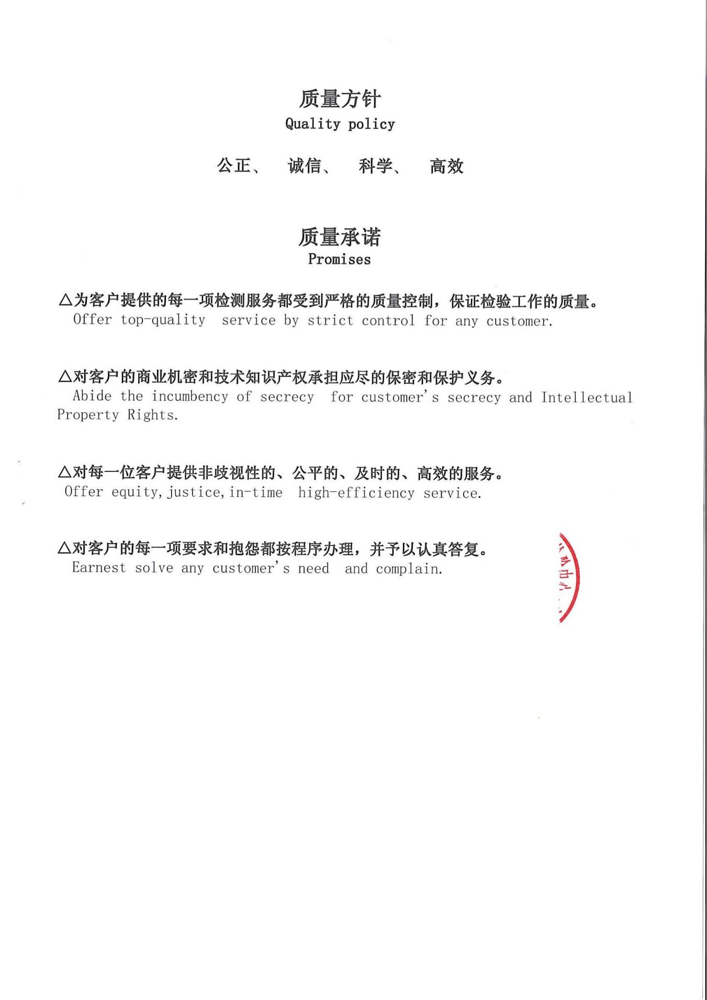 质量方针
Quality policy
公正、 诚信、 科学、 高效
质量承诺
Promises
△为客户提供的每一项检测服务都受到严格的质量控制，保证检验工作的质量。
Offer top-quality service by strict control for any customer.
△对客户的商业机密和技术知识产权承担应尽的保密和保护义务。
Abide the incumbency of secrecy for customer's secrecy and Intellectual
Property Rights.
△对每一位客户提供非歧视性的、公平的、及时的、高效的服务。
Offer equity,justice,in-time high-efficiency service.
△对客户的每一项要求和抱怨都按程序办理，并予以认真答复。
Earnest solve any customer's need and complain.